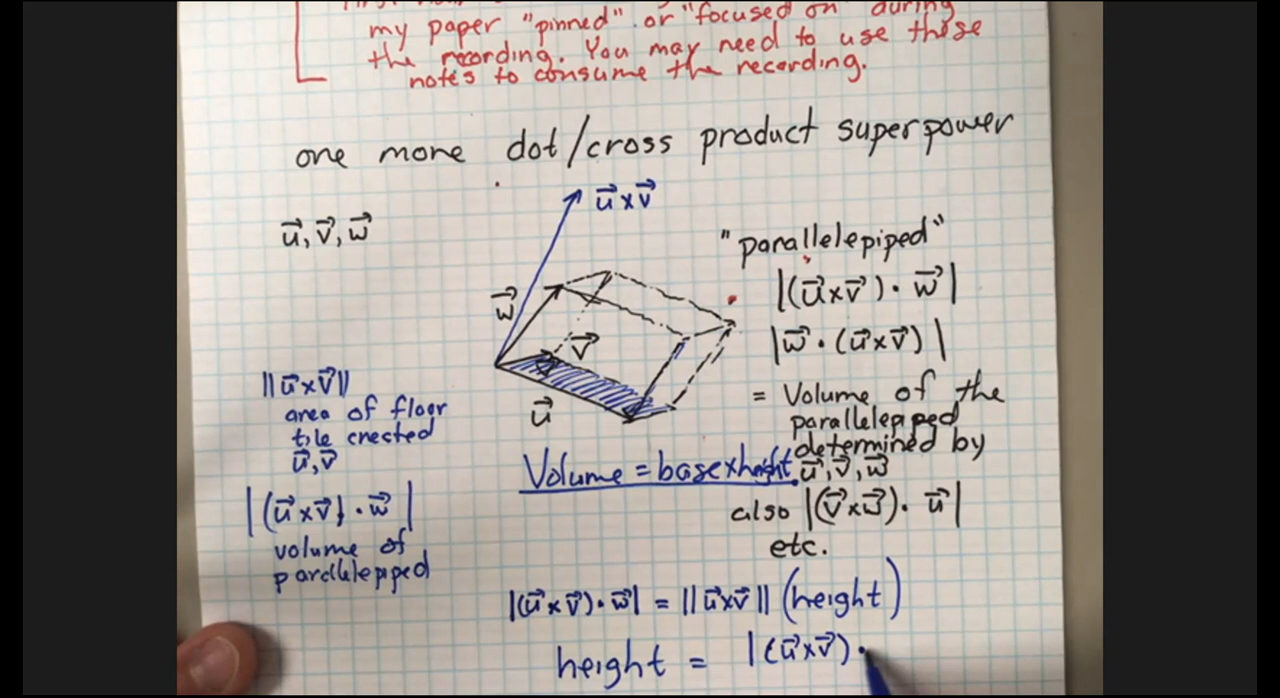 my paper "pinned" or "focused on" during
the recording. You may need to use these
notes to consume the recording.
one more dot/cross product superpower
u⃗×v⃗
u⃗, v⃗, w⃗
"parallelepiped"
|(u⃗×v⃗)·w⃗|
w⃗
|w⃗·(u⃗×v⃗)|
v⃗
u⃗
= Volume of the
parallelepiped
determined by
u⃗, v⃗, w⃗
||u⃗×v⃗||
area of floor
tile created
u⃗, v⃗
Volume = base×height
also |(v⃗×w⃗)·u⃗|
etc.
|(u⃗×v⃗)·w⃗|
volume of
parallelepiped
|(u⃗×v⃗)·w⃗| = ||u⃗×v⃗|| (height)
height = |(u⃗×v⃗)·